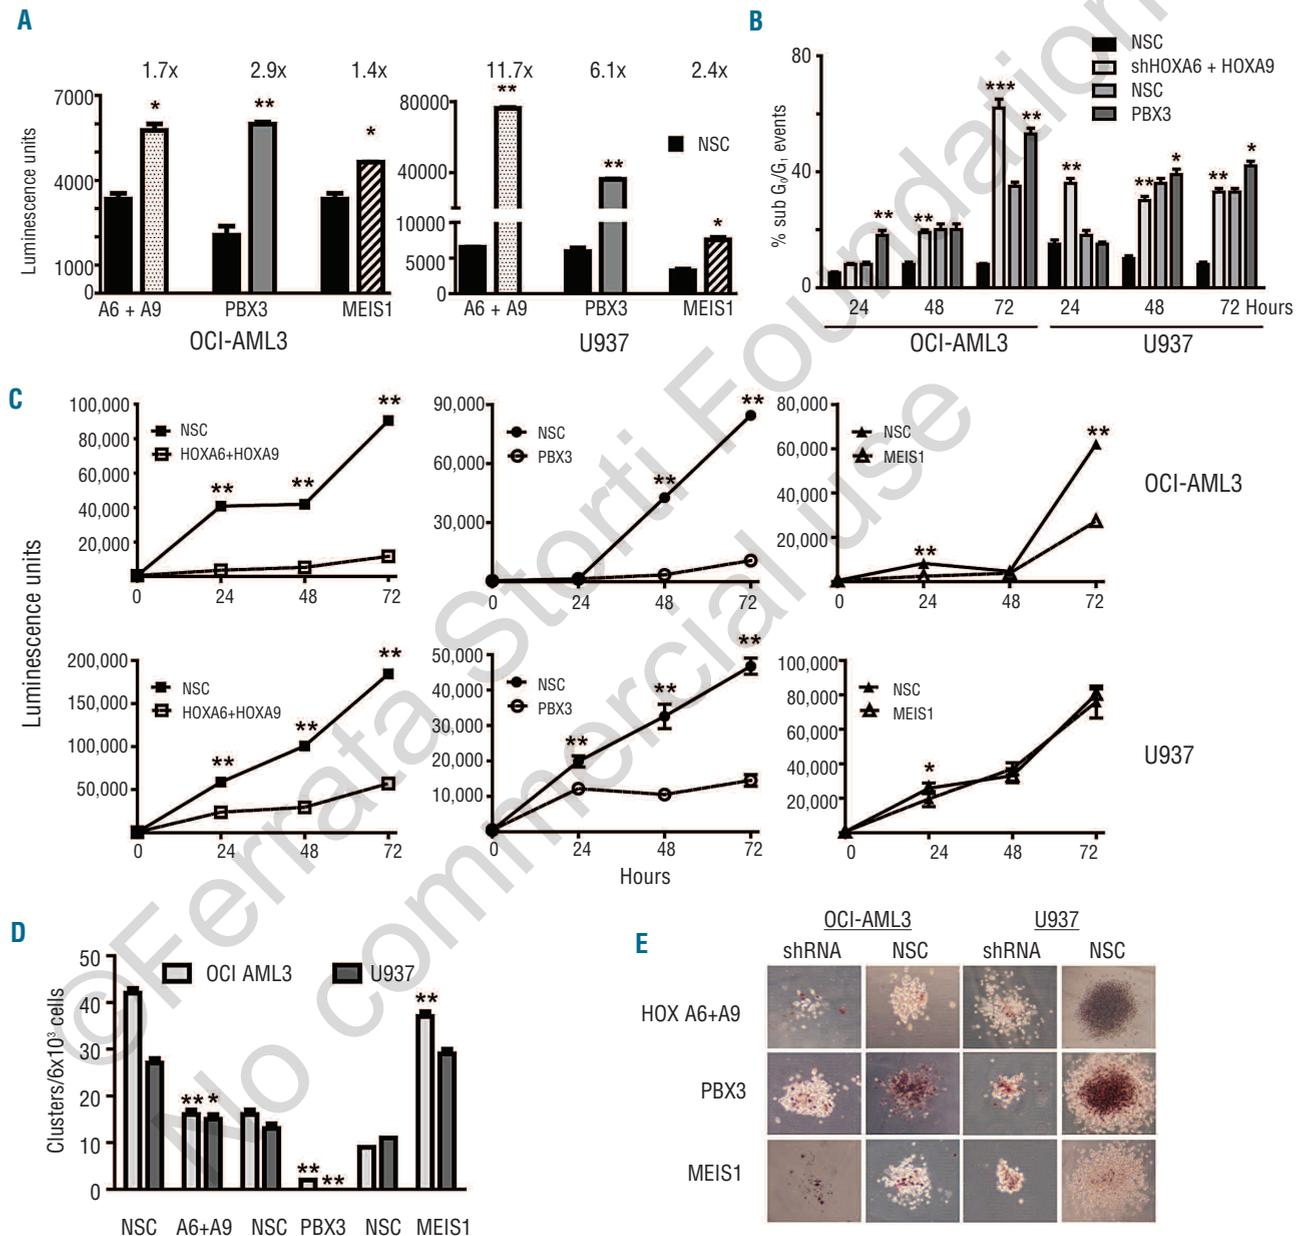 A
1.7x 2.9x 1.4x 11.7x 6.1x 2.4x
* ** * ** ** *
Luminescence units
7000
4000
1000
0
80000
40000
10000
5000
0
NSC
A6 + A9 PBX3 MEIS1 A6 + A9 PBX3 MEIS1
OCI-AML3 U937
B
NSC
shHOXA6 + HOXA9
NSC
PBX3
% sub G0/G1 events
80
40
0
** ** *** ** ** ** * ** *
24 48 72 24 48 72 Hours
OCI-AML3 U937
C
Luminescence units
100,000
80,000
60,000
40,000
20,000
NSC
HOXA6+HOXA9
** ** **
0 24 48 72
90,000
60,000
30,000
NSC
PBX3
** **
0 24 48 72
80,000
60,000
40,000
20,000
NSC
MEIS1
** **
0 24 48 72
OCI-AML3
200,000
150,000
100,000
50,000
NSC
HOXA6+HOXA9
** ** **
0 24 48 72
50,000
40,000
30,000
20,000
10,000
NSC
PBX3
** ** **
0 24 48 72
Hours
100,000
80,000
60,000
40,000
20,000
NSC
MEIS1
*
0 24 48 72
U937
D
Clusters/6x10³ cells
50
40
30
20
10
0
OCI AML3 U937
** * ** ** **
NSC A6+A9 NSC PBX3 NSC MEIS1
E
OCI-AML3 U937
shRNA NSC shRNA NSC
HOX A6+A9
PBX3
MEIS1
©Ferrata Storti Foundation
No commercial use